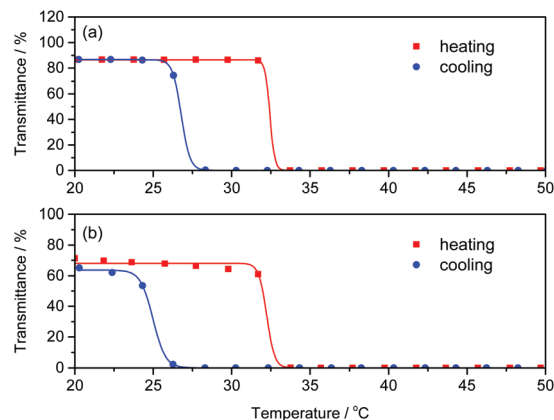 120
(a)
heating
cooling
100
80
60
40
20
0
Transmittance / %
20 25 30 35 40 45 50
100
(b)
heating
cooling
80
60
40
20
0
Transmittance / %
20 25 30 35 40 45 50
Temperature / °C